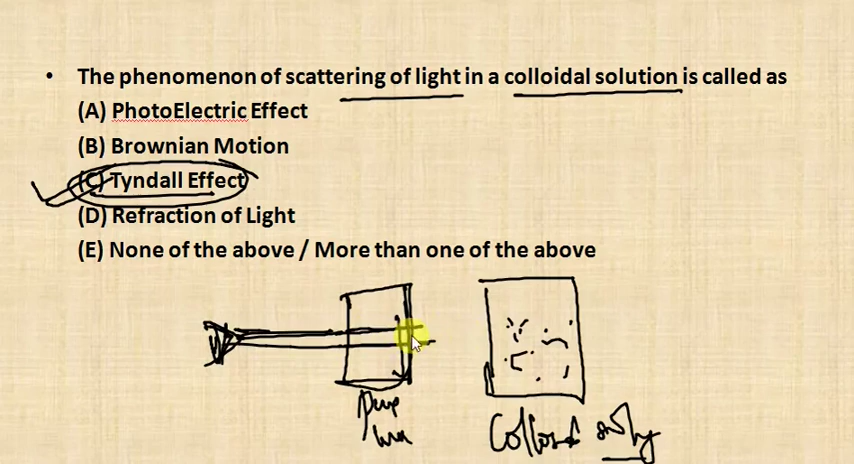 • The phenomenon of scattering of light in a colloidal solution is called as
(A) PhotoElectric Effect
(B) Brownian Motion
(C) Tyndall Effect
(D) Refraction of Light
(E) None of the above / More than one of the above